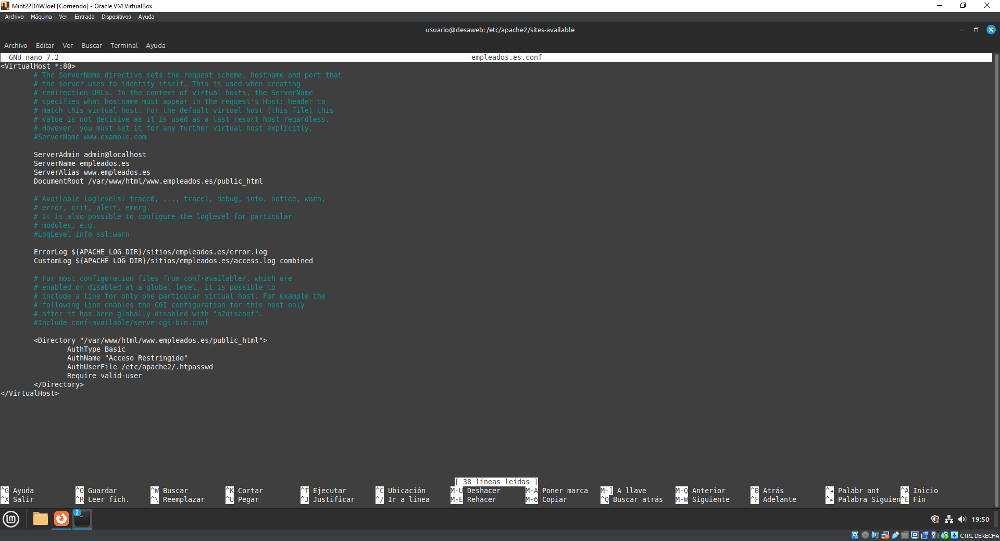 Mint22DAWJoel [Corriendo] - Oracle VM VirtualBox
Archivo Máquina Ver Entrada Dispositivos Ayuda
usuario@desaweb: /etc/apache2/sites-available
Archivo Editar Ver Buscar Terminal Ayuda
GNU nano 7.2 empleados.es.conf
<VirtualHost *:80>
# The ServerName directive sets the request scheme, hostname and port that
# the server uses to identify itself. This is used when creating
# redirection URLs. In the context of virtual hosts, the ServerName
# specifies what hostname must appear in the request's Host: header to
# match this virtual host. For the default virtual host (this file) this
# value is not decisive as it is used as a last resort host regardless.
# However, you must set it for any further virtual host explicitly.
#ServerName www.example.com
ServerAdmin admin@localhost
ServerName empleados.es
ServerAlias www.empleados.es
DocumentRoot /var/www/html/www.empleados.es/public_html
# Available loglevels: trace8, ..., trace1, debug, info, notice, warn,
# error, crit, alert, emerg.
# It is also possible to configure the loglevel for particular
# modules, e.g.
#LogLevel info ssl:warn
ErrorLog ${APACHE_LOG_DIR}/sitios/empleados.es/error.log
CustomLog ${APACHE_LOG_DIR}/sitios/empleados.es/access.log combined
# For most configuration files from conf-available/, which are
# enabled or disabled at a global level, it is possible to
# include a line for only one particular virtual host. For example the
# following line enables the CGI configuration for this host only
# after it has been globally disabled with "a2disconf".
#Include conf-available/serve-cgi-bin.conf
<Directory "/var/www/html/www.empleados.es/public_html">
AuthType Basic
AuthName "Acceso Restringido"
AuthUserFile /etc/apache2/.htpasswd
Require valid-user
</Directory>
</VirtualHost>
[ 38 líneas leídas ]
^G Ayuda ^O Guardar ^W Buscar ^K Cortar ^T Ejecutar ^C Ubicación M-U Deshacer M-A Poner marca M-] A llave M-Q Anterior ^B Atrás ^◂ Palabr ant ^A Inicio
^X Salir ^R Leer fich. ^\ Reemplazar ^U Pegar ^J Justificar ^/ Ir a línea M-E Rehacer M-6 Copiar ^Q Buscar atrás M-W Siguiente ^F Adelante ^▸ Palabra Siguien ^E Fin
2
19:50
CTRL DERECHA